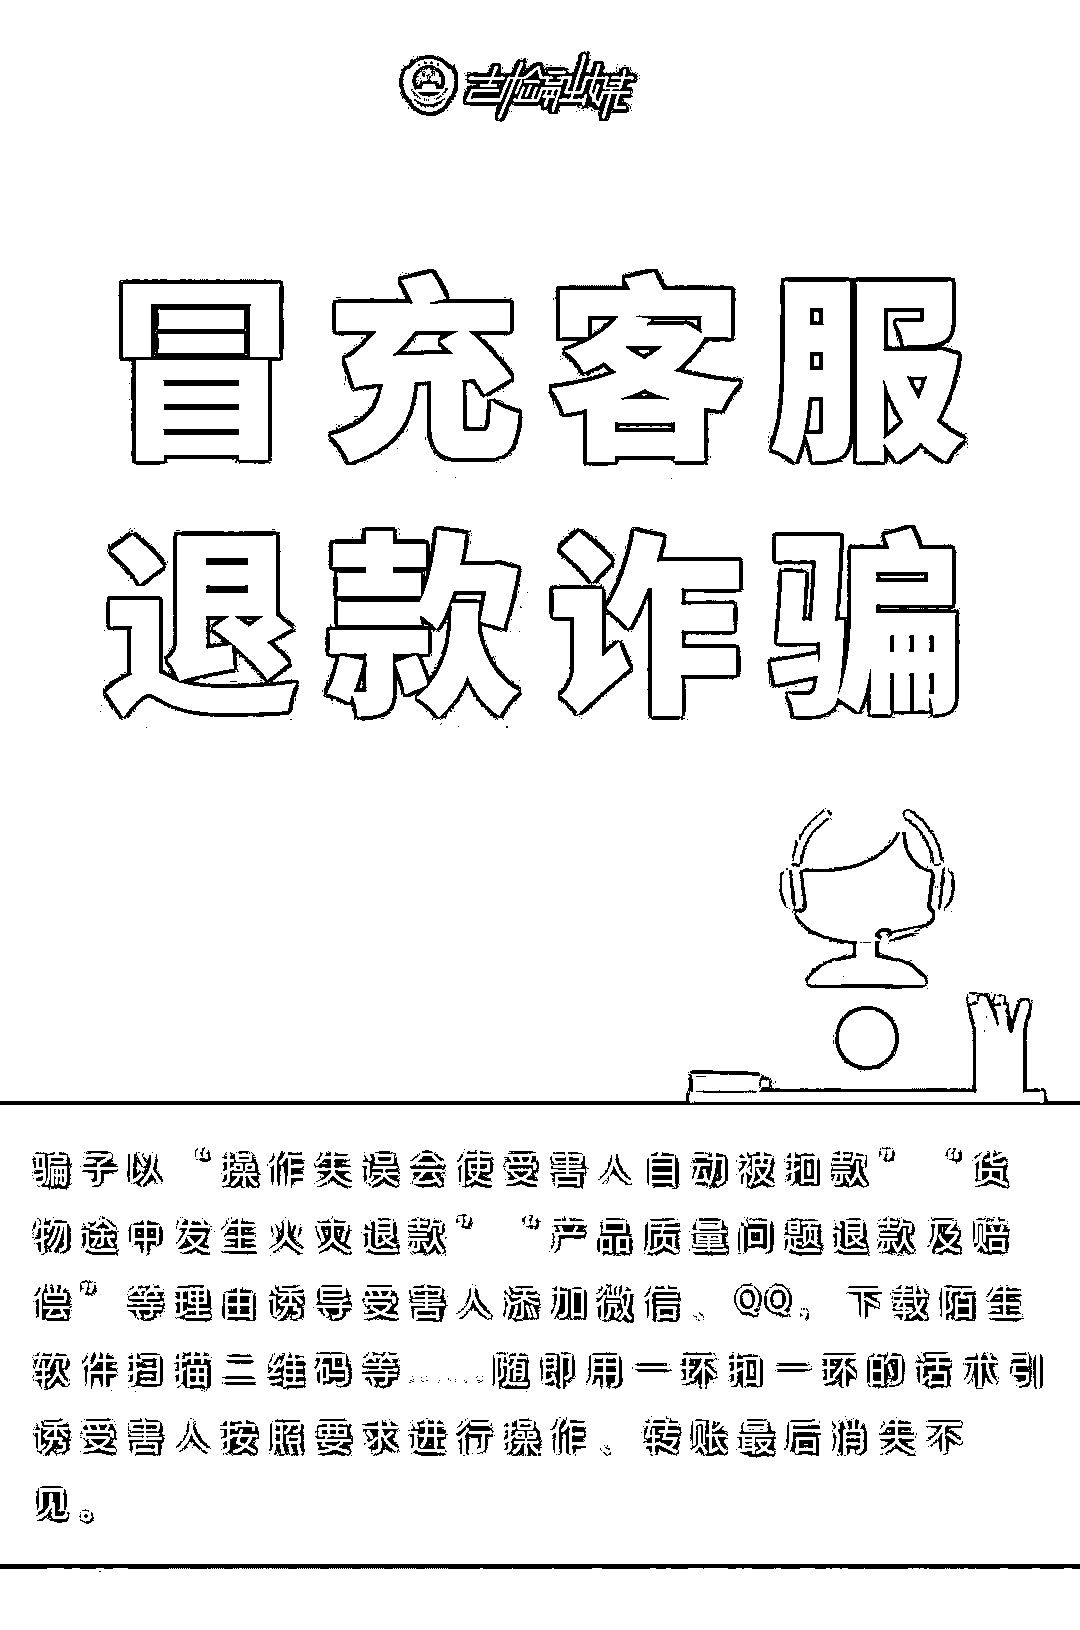 古检融媒
冒充客服
退款诈骗
骗子以“操作失误会使受害人自动被扣款”“货
物途中发生火灾退款”“产品质量问题退款及赔
偿”等理由诱导受害人添加微信、QQ，下载陌生
软件扫描二维码等……随即用一环扣一环的话术引
诱受害人按照要求进行操作、转账最后消失不
见。